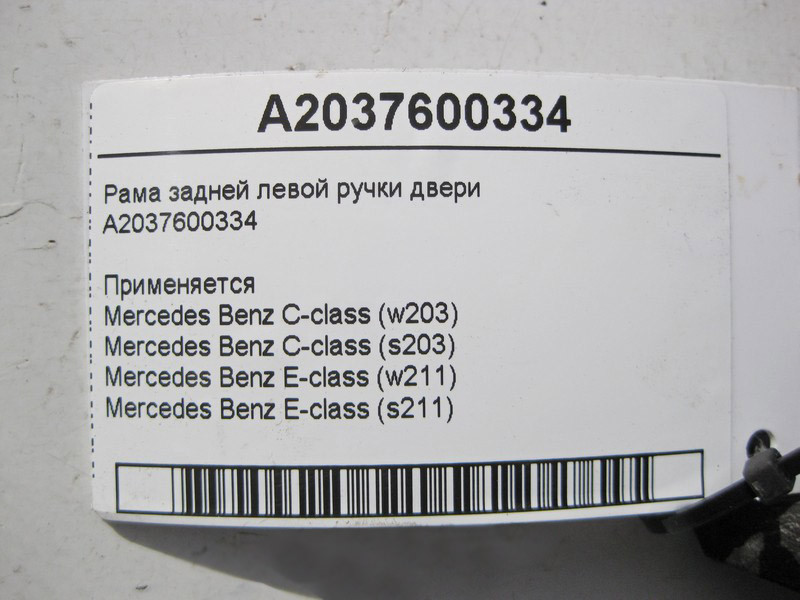 A2037600334
Рама задней левой ручки двери
A2037600334
Применяется
Mercedes Benz C-class (w203)
Mercedes Benz C-class (s203)
Mercedes Benz E-class (w211)
Mercedes Benz E-class (s211)